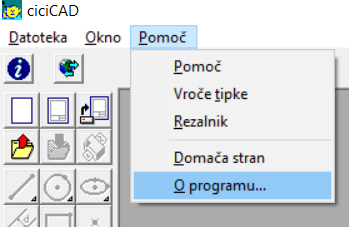 ciciCAD
Datoteka Okno Pomoč
Pomoč
Vroče tipke
Rezalnik
Domača stran
O programu...